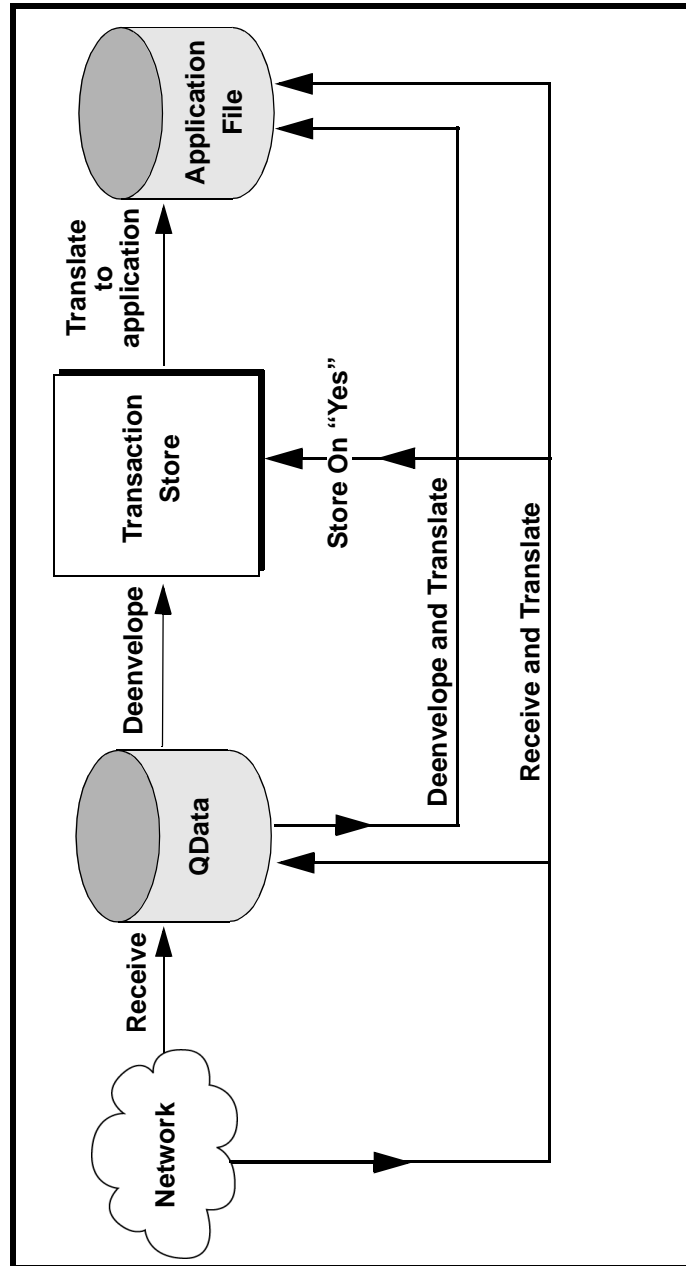 Network
Receive
QData
Deenvelope
Transaction
Store
Translate
to
application
Application
File
Store On “Yes”
Deenvelope and Translate
Receive and Translate